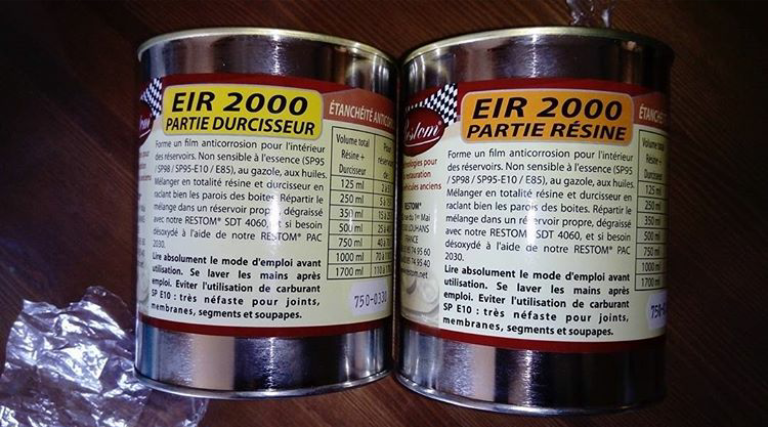 EIR 2000
PARTIE DURCISSEUR
Forme un film anticorrosion pour l'intérieur
des réservoirs. Non sensible à l'essence (SP95
/ SP98 / SP95-E10 / E85), au gazole, aux huiles.
Mélanger en totalité résine et durcisseur en
raclant bien les parois des boites. Répartir le
mélange dans un réservoir propre, dégraissé
avec notre RESTOM® SDT 4060, et si besoin
désoxydé à l'aide de notre RESTOM® PAC
2030.
Lire absolument le mode d'emploi avant
utilisation. Se laver les mains après
emploi. Eviter l'utilisation de carburant
SP E10 : très néfaste pour joints,
membranes, segments et soupapes.
ÉTANCHÉITÉ
Volume total
Résine +
Durcisseur
125 ml
250 ml
350 ml
500 ml
750 ml
1000 ml
1700 ml
750-0330
EIR 2000
PARTIE RÉSINE
Forme un film anticorrosion pour l'intérieur
des réservoirs. Non sensible à l'essence (SP95
/ SP98 / SP95-E10 / E85), au gazole, aux huiles.
Mélanger en totalité résine et durcisseur en
raclant bien les parois des boites. Répartir le
mélange dans un réservoir propre, dégraissé
avec notre RESTOM® SDT 4060, et si besoin
désoxydé à l'aide de notre RESTOM® PAC
2030.
Lire absolument le mode d'emploi avant
utilisation. Se laver les mains après
emploi. Eviter l'utilisation de carburant
SP E10 : très néfaste pour joints,
membranes, segments et soupapes.
Volume total
Résine +
Durcisseur
125 ml
250 ml
350 ml
500 ml
750 ml
1000 ml
1700 ml